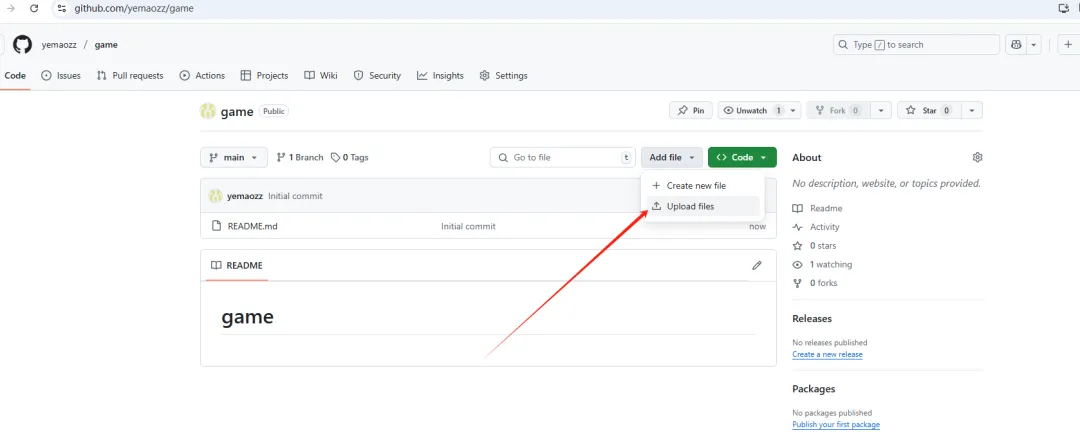 github.com/yemaozz/game
yemaozz / game
Type / to search
Code Issues Pull requests Actions Projects Wiki Security Insights Settings
game Public
Pin Unwatch 1 Fork 0 Star 0
main 1 Branch 0 Tags Go to file t Add file Code
About
Create new file
Upload files
yemaozz Initial commit
No description, website, or topics provided.
README.md Initial commit now
Readme
Activity
0 stars
1 watching
0 forks
README
game
Releases
No releases published
Create a new release
Packages
No packages published
Publish your first package